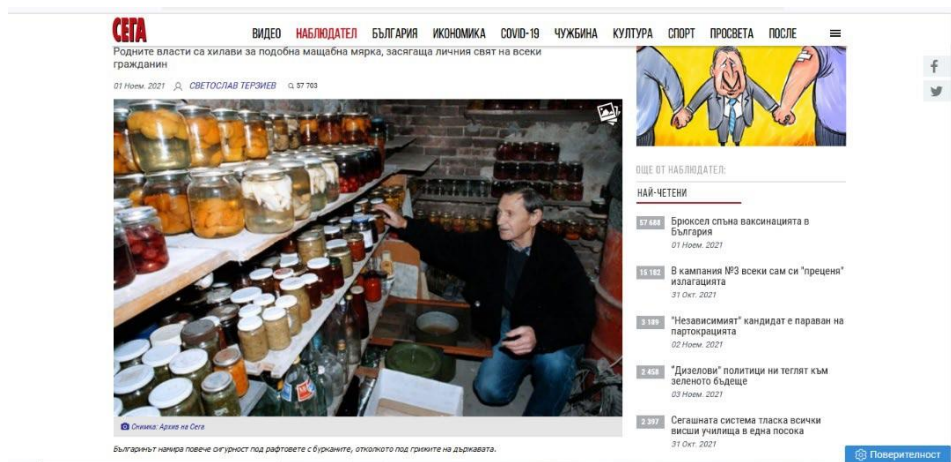 СЕГА
ВИДЕО НАБЛЮДАТЕЛ БЪЛГАРИЯ ИКОНОМИКА COVID-19 ЧУЖБИНА КУЛТУРА СПОРТ ПРОСВЕТА ПОСЛЕ
Родните власти са хилави за подобна мащабна мярка, засягаща личния свят на всеки
гражданин
01 Ноем. 2021 СВЕТОСЛАВ ТЕРЗИЕВ 57 703
Снимка: Архив на Сега
Българинът намира повече сигурност под рафтовете с бурканите, отколкото под грижите на държавата.
ОЩЕ ОТ НАБЛЮДАТЕЛ:
НАЙ-ЧЕТЕНИ
57 688 Брюксел спъна ваксинацията в
България
01 Ноем. 2021
15 182 В кампания №3 всеки сам си "преценя"
излагацията
31 Окт. 2021
3 189 "Независимият" кандидат е параван на
партокрацията
02 Ноем. 2021
2 458 "Дизелови" политици ни теглят към
зеленото бъдеще
03 Ноем. 2021
2 397 Сегашната система тласка всички
висши училища в една посока
31 Окт. 2021
Поверителност